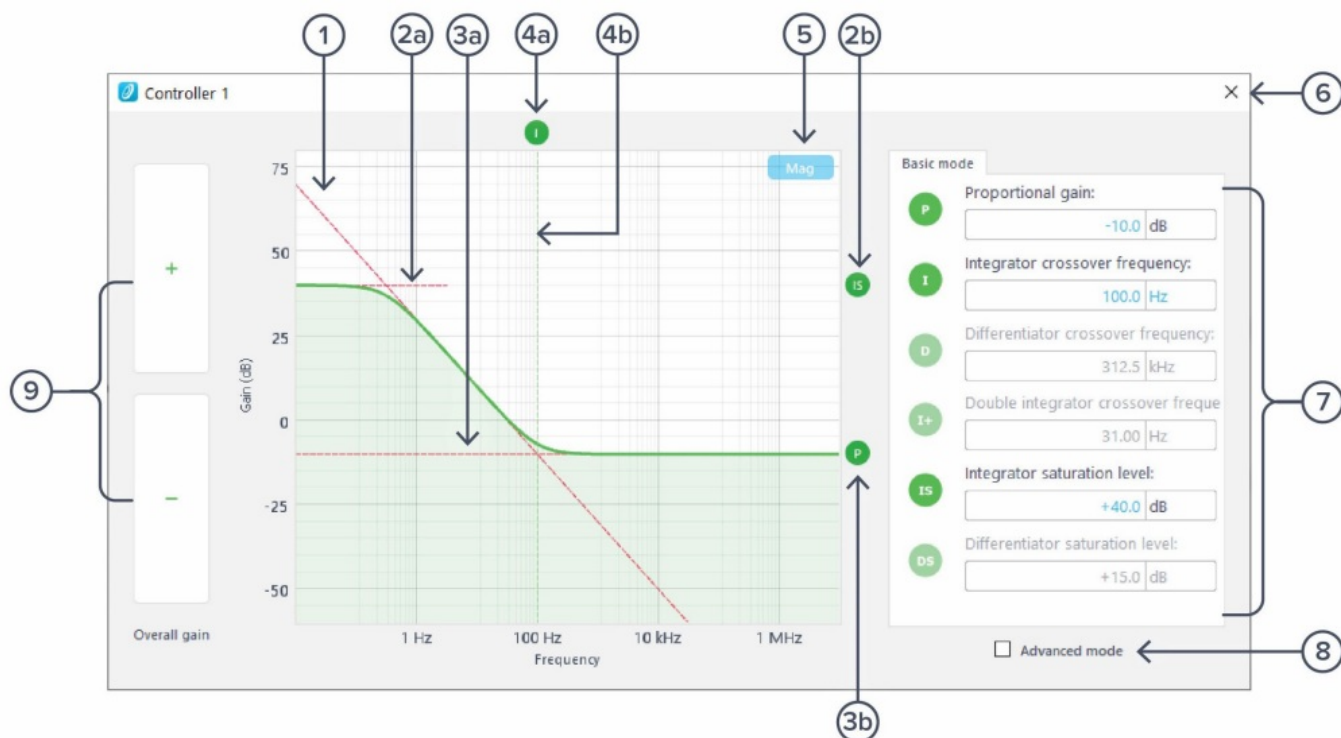 1
2a
3a
4a
4b
5
2b
Controller 1
6
I
75
50
25
0
-25
-50
Gain (dB)
Mag
IS
P
1 Hz
100 Hz
10 kHz
1 MHz
Frequency
+
−
Overall gain
9
Basic mode
P
Proportional gain:
-10.0 dB
I
Integrator crossover frequency:
100.0 Hz
D
Differentiator crossover frequency:
312.5 kHz
I+
Double integrator crossover freque
31.00 Hz
IS
Integrator saturation level:
+40.0 dB
DS
Differentiator saturation level:
+15.0 dB
7
Advanced mode
8
3b